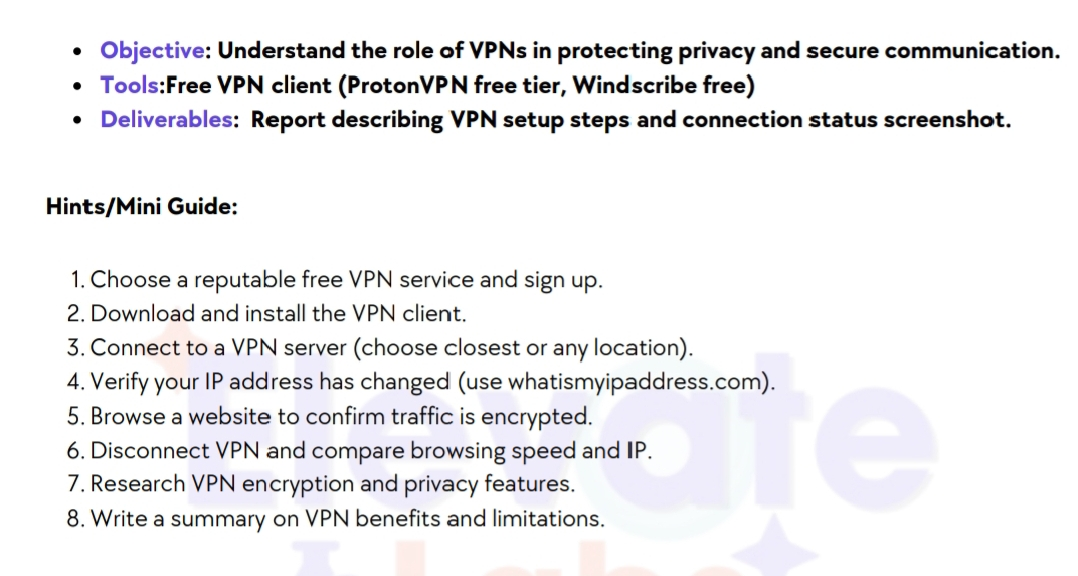 • Objective: Understand the role of VPNs in protecting privacy and secure communication.
• Tools:Free VPN client (ProtonVPN free tier, Windscribe free)
• Deliverables: Report describing VPN setup steps and connection status screenshot.
Hints/Mini Guide:
1. Choose a reputable free VPN service and sign up.
2. Download and install the VPN client.
3. Connect to a VPN server (choose closest or any location).
4. Verify your IP address has changed (use whatismyipaddress.com).
5. Browse a website to confirm traffic is encrypted.
6. Disconnect VPN and compare browsing speed and IP.
7. Research VPN encryption and privacy features.
8. Write a summary on VPN benefits and limitations.
Elevate